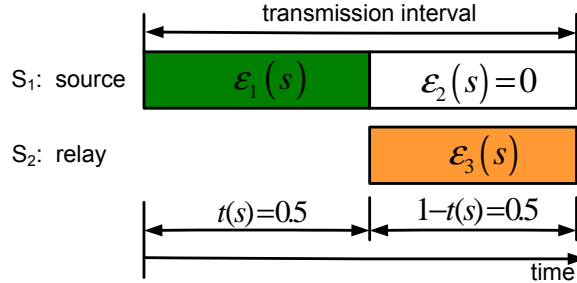 transmission interval
S₁: source ε₁(s) ε₂(s)=0
S₂: relay ε₃(s)
t(s)=0.5 1−t(s)=0.5
time